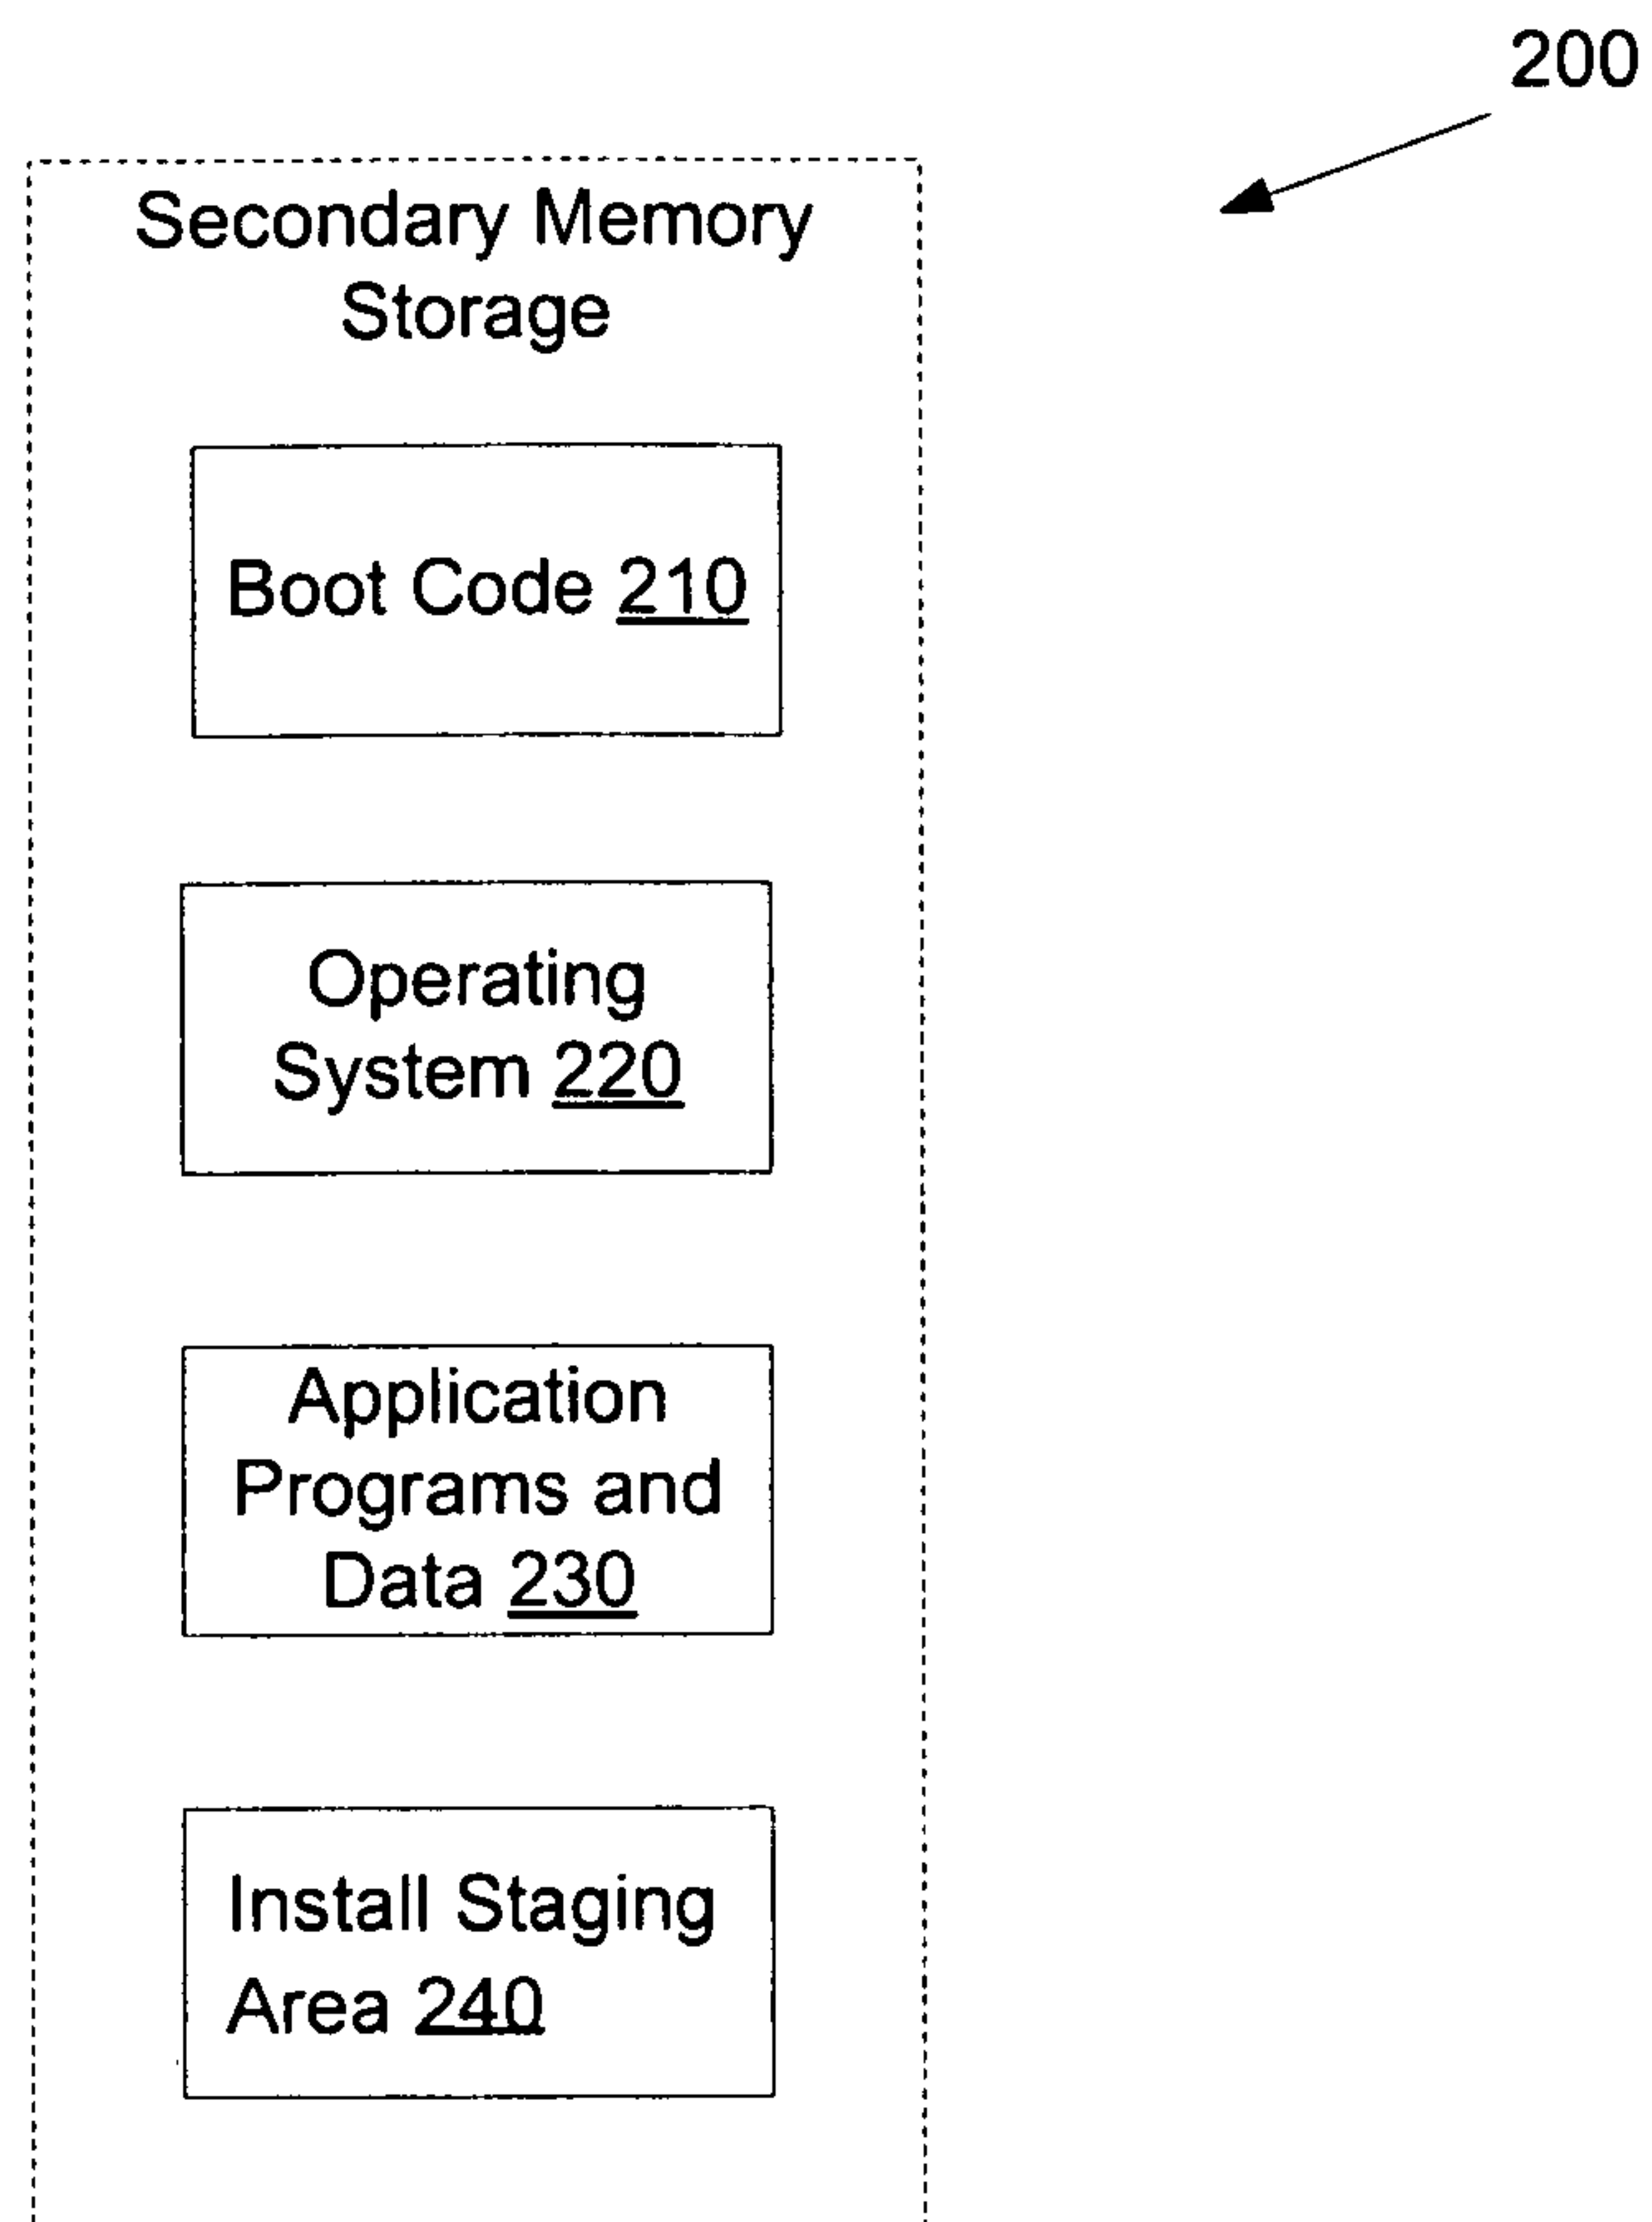 200
Secondary Memory
Storage
Boot Code 210
Operating
System 220
Application
Programs and
Data 230
Install Staging
Area 240